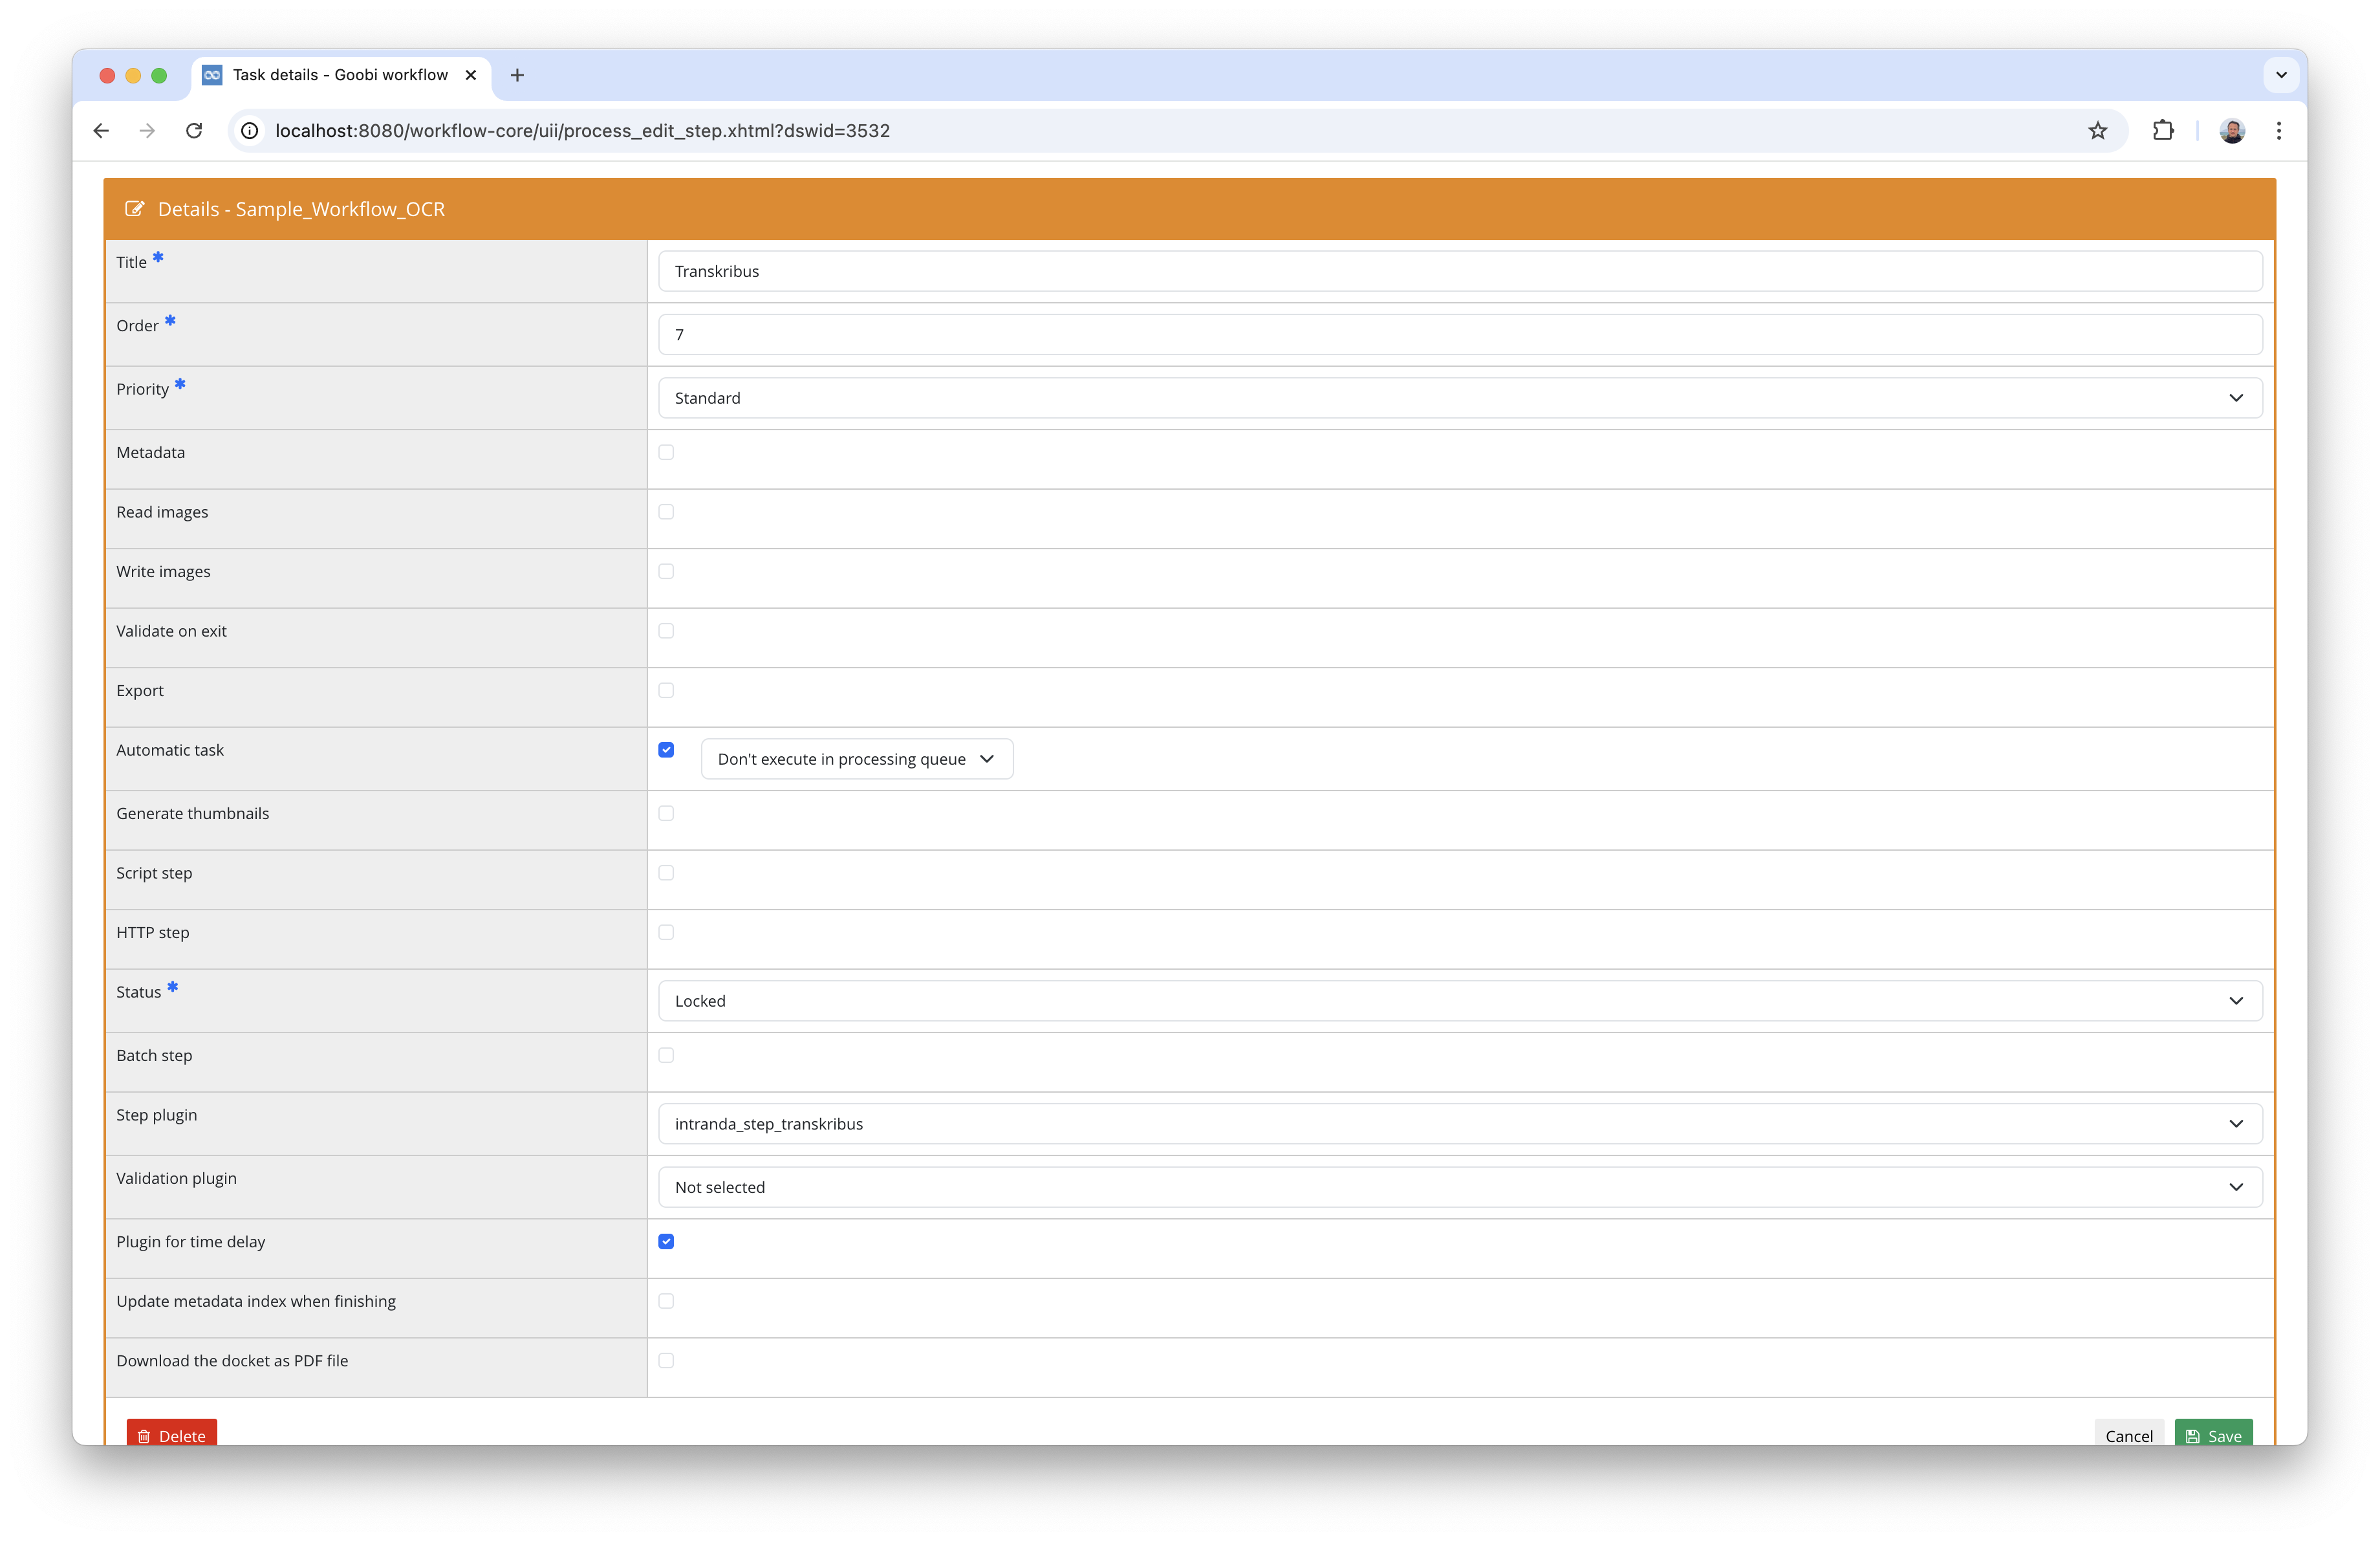 Task details - Goobi workflow
localhost:8080/workflow-core/uii/process_edit_step.xhtml?dswid=3532
Details - Sample_Workflow_OCR
Title *
Transkribus
Order *
7
Priority *
Standard
Metadata
Read images
Write images
Validate on exit
Export
Automatic task
Don't execute in processing queue
Generate thumbnails
Script step
HTTP step
Status *
Locked
Batch step
Step plugin
intranda_step_transkribus
Validation plugin
Not selected
Plugin for time delay
Update metadata index when finishing
Download the docket as PDF file
Delete
Cancel
Save